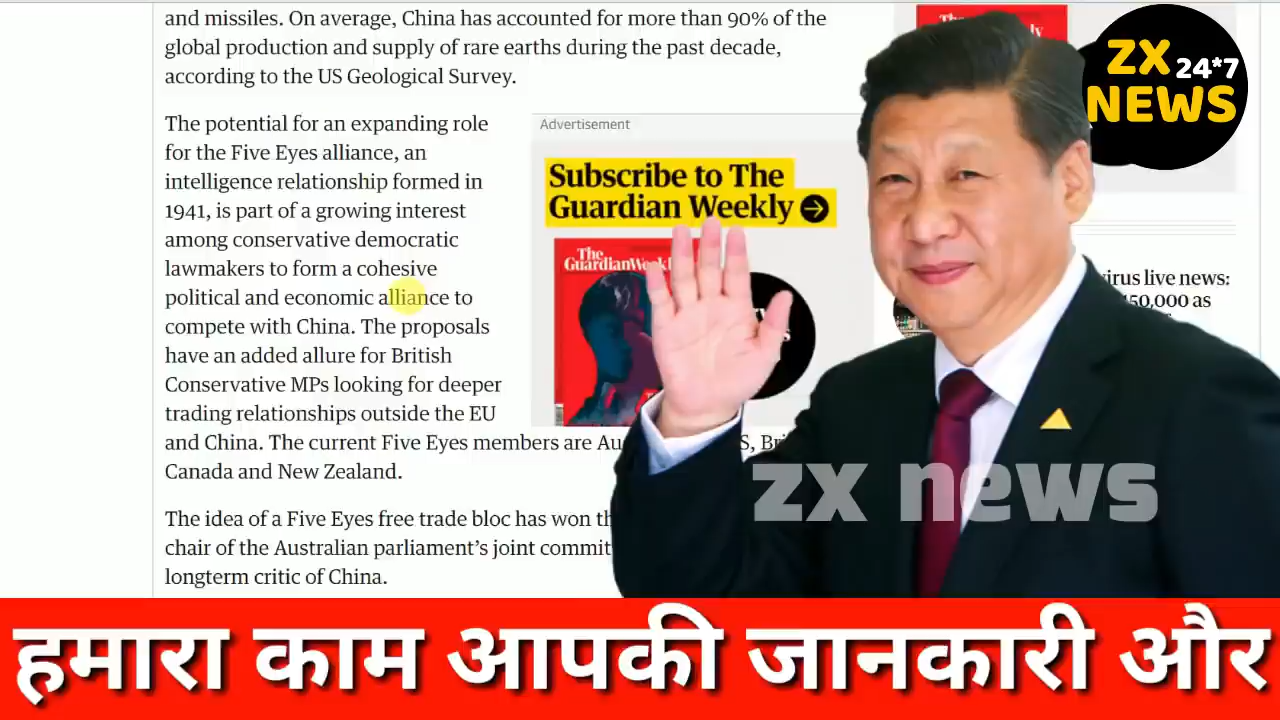 and missiles. On average, China has accounted for more than 90% of the
global production and supply of rare earths during the past decade,
according to the US Geological Survey.
The potential for an expanding role
for the Five Eyes alliance, an
intelligence relationship formed in
1941, is part of a growing interest
among conservative democratic
lawmakers to form a cohesive
political and economic alliance to
compete with China. The proposals
have an added allure for British
Conservative MPs looking for deeper
trading relationships outside the EU
and China. The current Five Eyes members are
Canada and New Zealand.
The idea of a Five Eyes free trade bloc has won
chair of the Australian parliament's joint
longterm critic of China.
Advertisement
Subscribe to The
Guardian Weekly
The
Guardian
ZX 24*7
NEWS
live news:
as
zx news
हमारा काम आपकी जानकारी और